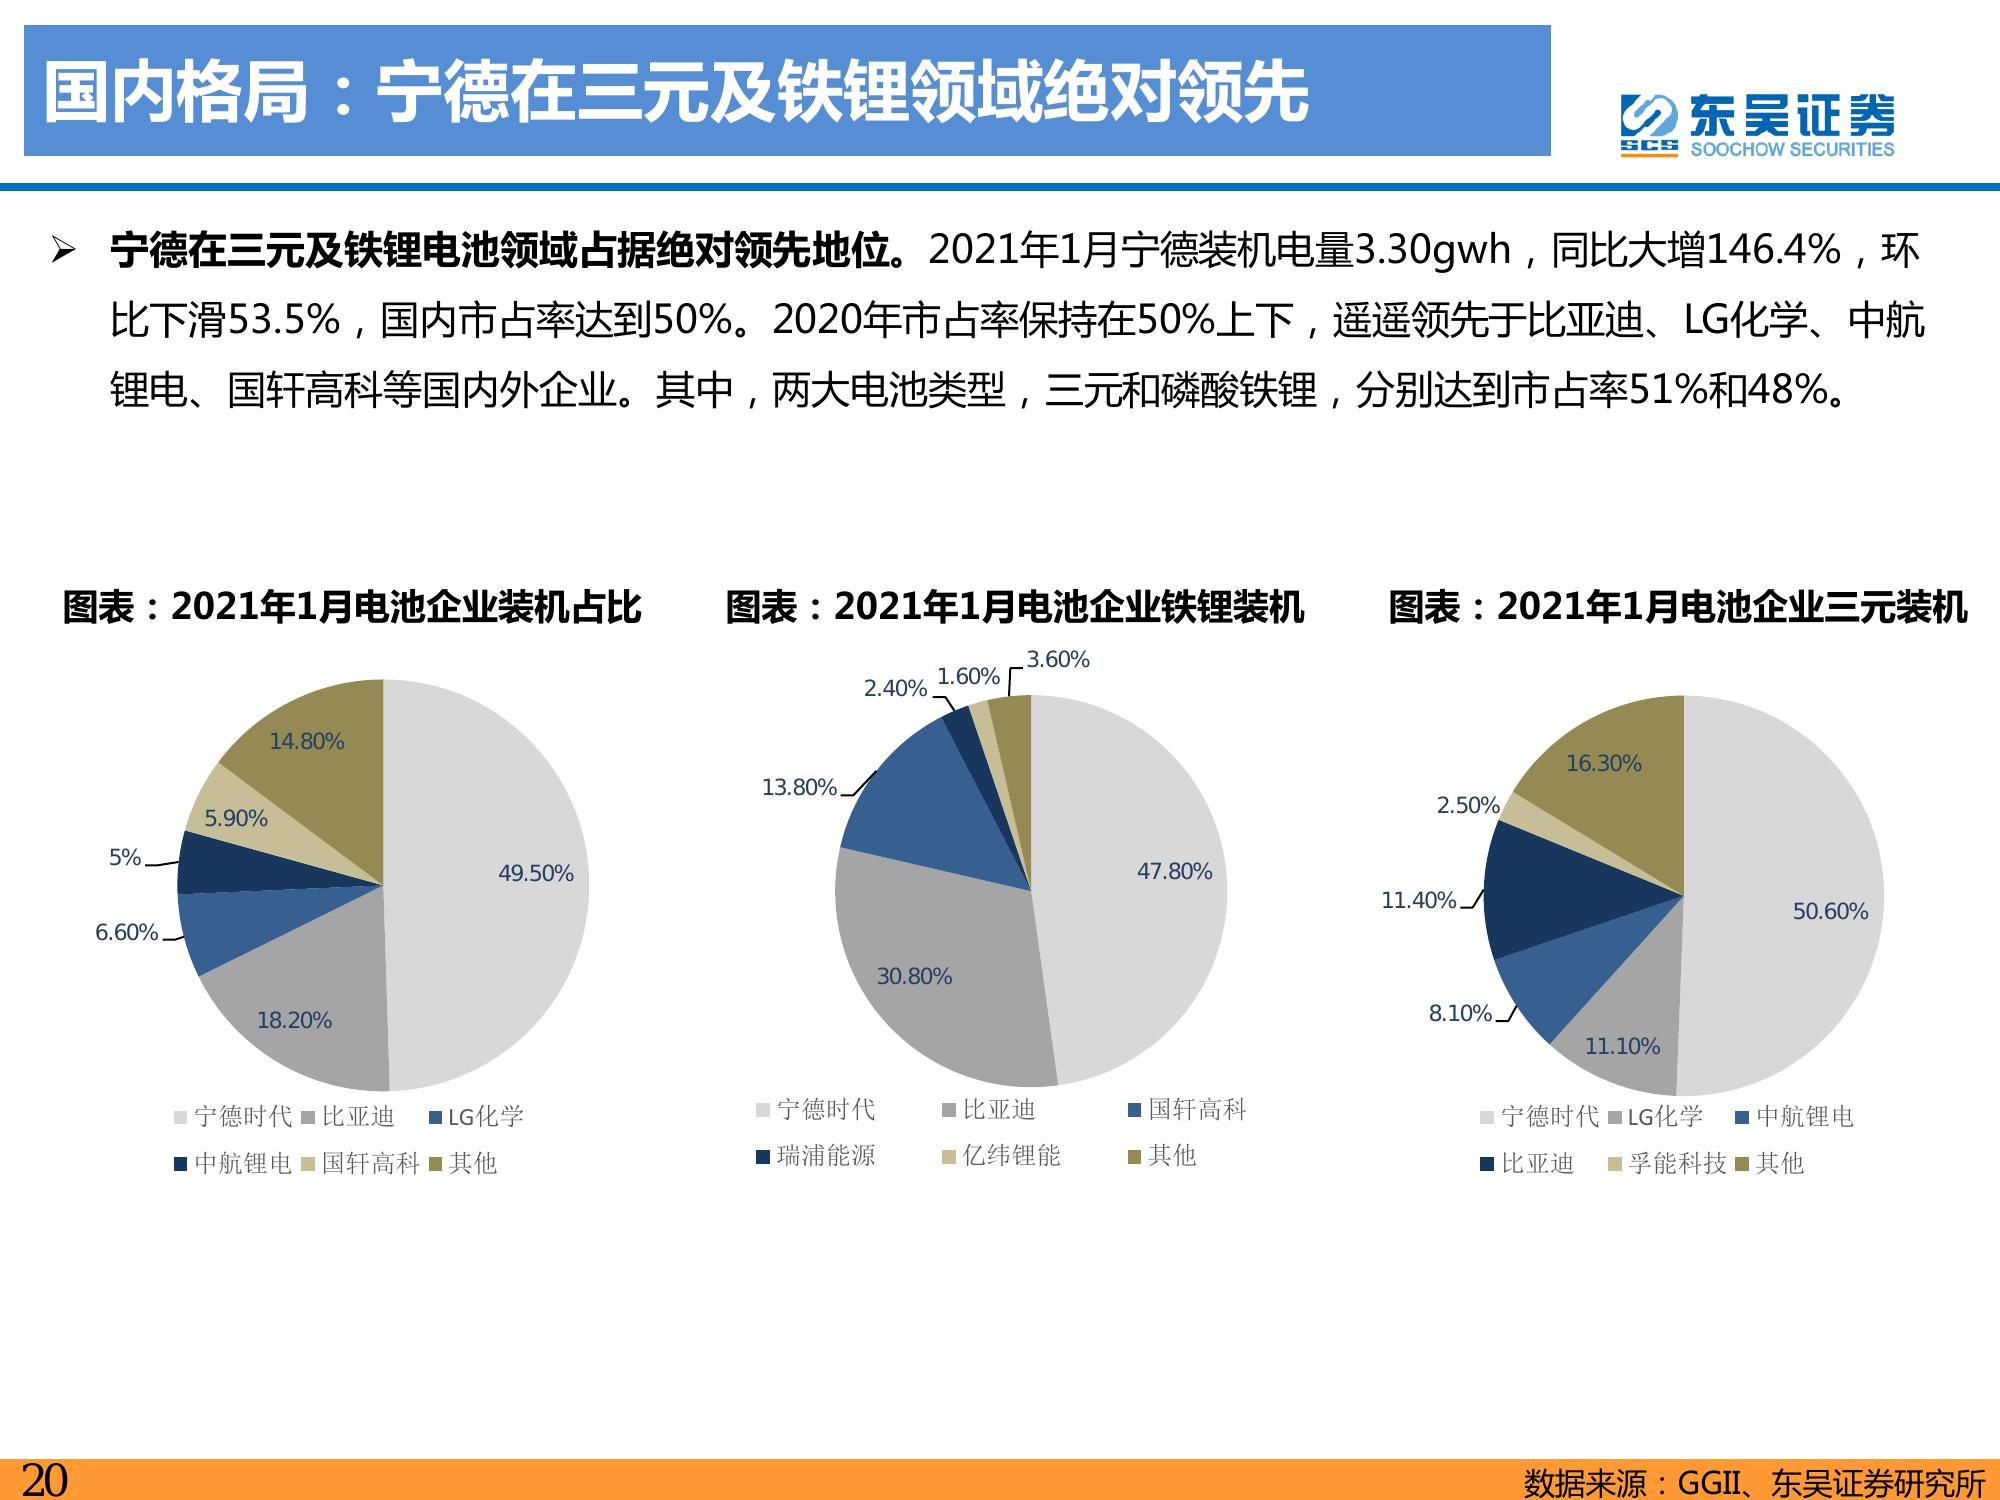 国内格局：宁德在三元及铁锂领域绝对领先
东吴证券
SCS
SOOCHOW SECURITIES
➢ 宁德在三元及铁锂电池领域占据绝对领先地位。2021年1月宁德装机电量3.30gwh，同比大增146.4%，环
比下滑53.5%，国内市占率达到50%。2020年市占率保持在50%上下，遥遥领先于比亚迪、LG化学、中航
锂电、国轩高科等国内外企业。其中，两大电池类型，三元和磷酸铁锂，分别达到市占率51%和48%。
图表：2021年1月电池企业装机占比
14.80%
5.90%
5%
49.50%
6.60%
18.20%
宁德时代 比亚迪 LG化学
中航锂电 国轩高科 其他
图表：2021年1月电池企业铁锂装机
3.60%
1.60%
2.40%
13.80%
47.80%
30.80%
宁德时代 比亚迪 国轩高科
瑞浦能源 亿纬锂能 其他
图表：2021年1月电池企业三元装机
16.30%
2.50%
11.40%
50.60%
8.10%
11.10%
宁德时代 LG化学 中航锂电
比亚迪 孚能科技 其他
20
数据来源：GGII、东吴证券研究所